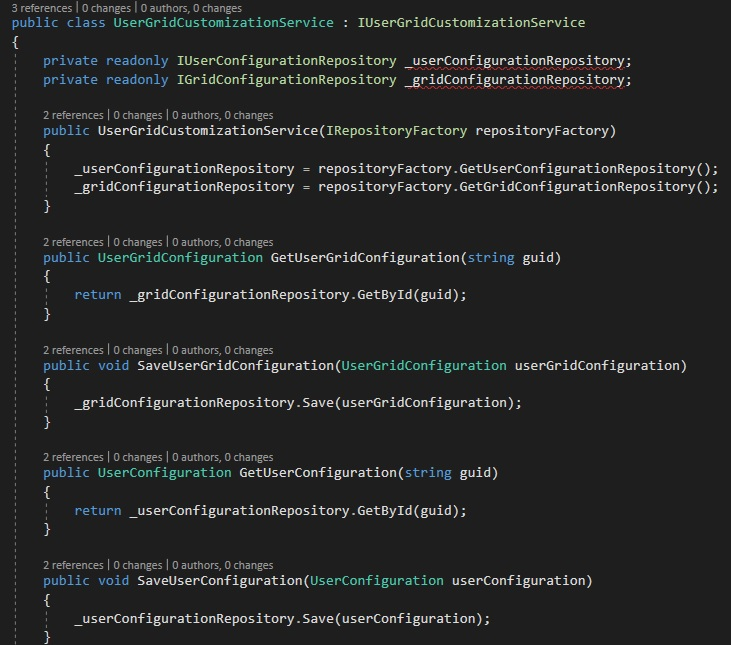 3 references | 0 changes | 0 authors, 0 changes
public class UserGridCustomizationService : IUserGridCustomizationService
{
private readonly IUserConfigurationRepository _userConfigurationRepository;
private readonly IGridConfigurationRepository _gridConfigurationRepository;
2 references | 0 changes | 0 authors, 0 changes
public UserGridCustomizationService(IRepositoryFactory repositoryFactory)
{
_userConfigurationRepository = repositoryFactory.GetUserConfigurationRepository();
_gridConfigurationRepository = repositoryFactory.GetGridConfigurationRepository();
}
2 references | 0 changes | 0 authors, 0 changes
public UserGridConfiguration GetUserGridConfiguration(string guid)
{
return _gridConfigurationRepository.GetById(guid);
}
2 references | 0 changes | 0 authors, 0 changes
public void SaveUserGridConfiguration(UserGridConfiguration userGridConfiguration)
{
_gridConfigurationRepository.Save(userGridConfiguration);
}
2 references | 0 changes | 0 authors, 0 changes
public UserConfiguration GetUserConfiguration(string guid)
{
return _userConfigurationRepository.GetById(guid);
}
2 references | 0 changes | 0 authors, 0 changes
public void SaveUserConfiguration(UserConfiguration userConfiguration)
{
_userConfigurationRepository.Save(userConfiguration);
}